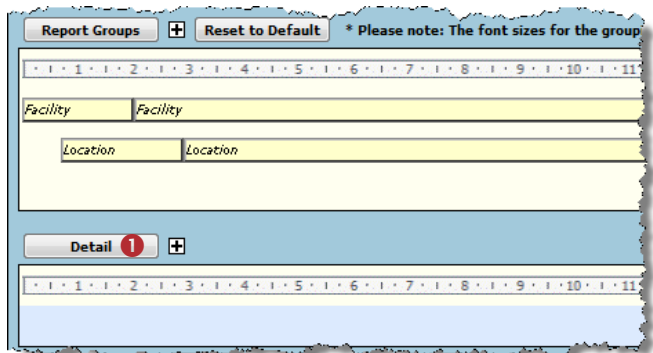 Report Groups + Reset to Default * Please note: The font sizes for the group
1 2 3 4 5 6 7 8 9 10 11
Facility Facility
Location Location
Detail 1 +
1 2 3 4 5 6 7 8 9 10 11